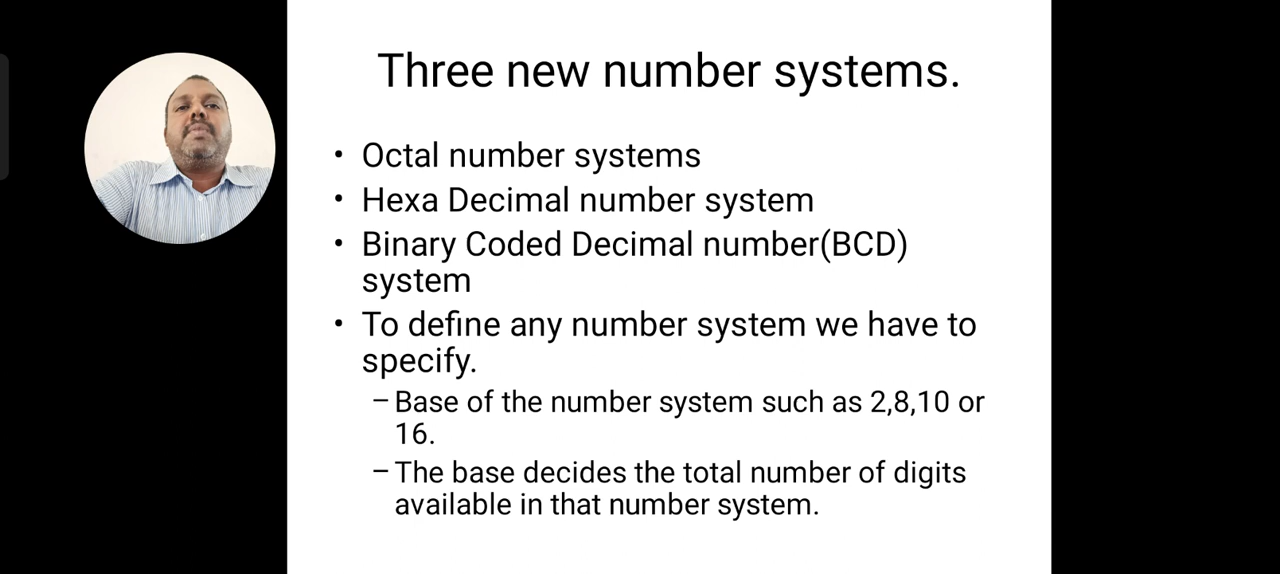 Three new number systems.
• Octal number systems
• Hexa Decimal number system
• Binary Coded Decimal number(BCD)
system
• To define any number system we have to
specify.
– Base of the number system such as 2,8,10 or
16.
– The base decides the total number of digits
available in that number system.